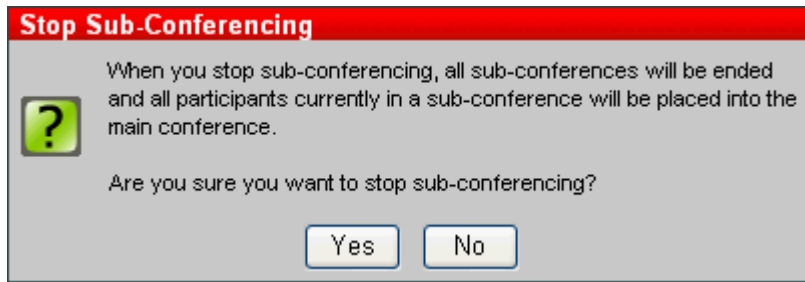 Stop Sub-Conferencing
When you stop sub-conferencing, all sub-conferences will be ended
and all participants currently in a sub-conference will be placed into the
main conference.
Are you sure you want to stop sub-conferencing?
Yes No